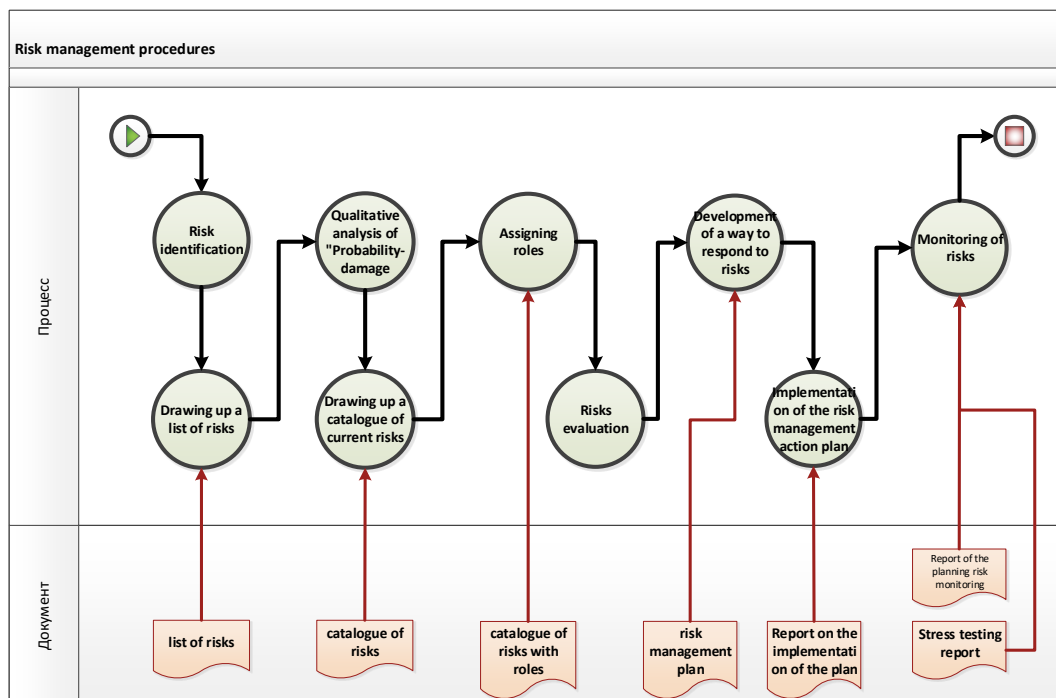 Risk management procedures
Процесс
Risk
identification
Qualitative
analysis of
"Probability-
damage
Assigning
roles
Development
of a way to
respond to
risks
Monitoring of
risks
Drawing up a
list of risks
Drawing up a
catalogue of
current risks
Risks
evaluation
Implementati
on of the risk
management
action plan
Документ
list of risks
catalogue of
risks
catalogue of
risks with
roles
risk
management
plan
Report on the
implementati
on of the plan
Report of the
planning risk
monitoring
Stress testing
report